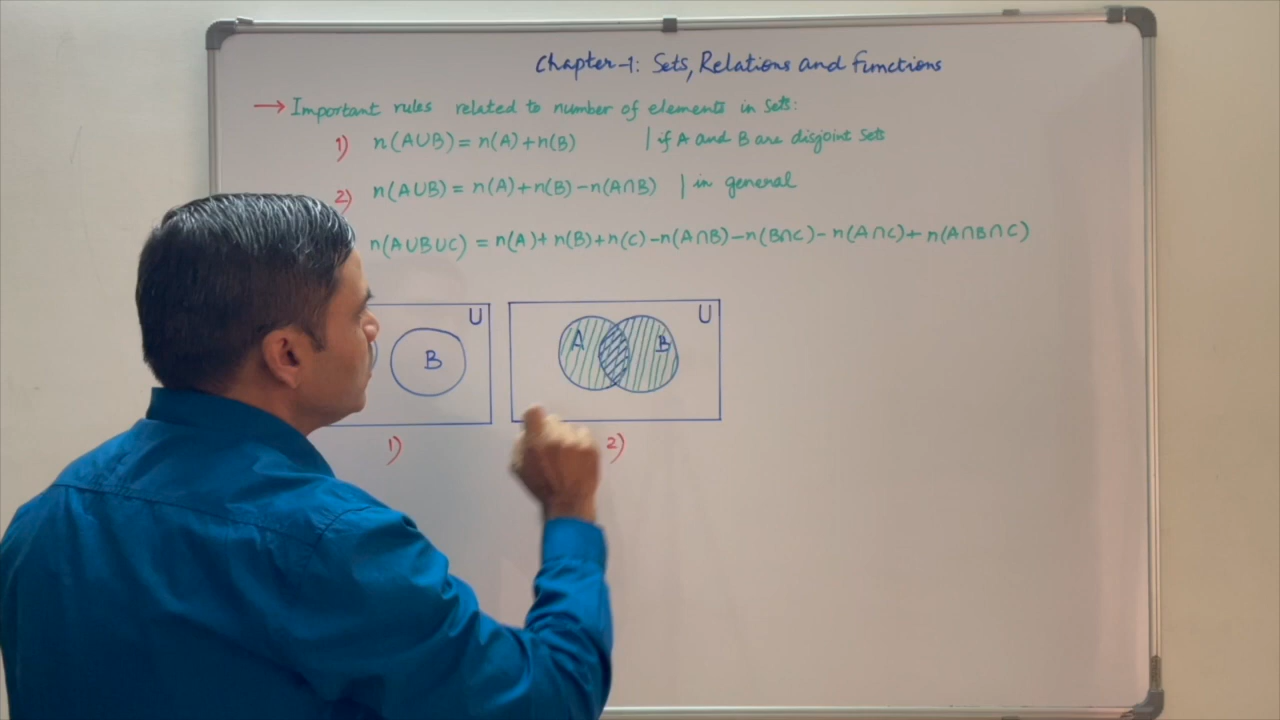 Chapter-1: Sets, Relations and Functions
→ Important rules related to number of elements in sets:
1) n(A∪B) = n(A)+n(B) | if A and B are disjoint sets
2) n(A∪B) = n(A)+n(B)-n(A∩B) | in general
n(A∪B∪C) = n(A)+n(B)+n(C)-n(A∩B)-n(B∩C)-n(A∩C)+n(A∩B∩C)
U U
B A B
1) 2)